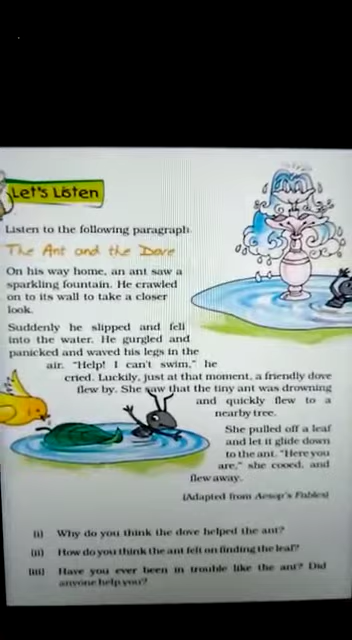 Let's Listen
Listen to the following paragraph
The Ant and the Dove
On his way home, an ant saw a
sparkling fountain. He crawled
on to its wall to take a closer
look.
Suddenly he slipped and fell
into the water. He gurgled and
panicked and waved his legs in the
air. "Help! I can't swim," he
cried. Luckily, just at that moment, a friendly dove
flew by. She saw that the tiny ant was drowning
and quickly flew to a
nearby tree.
She pulled off a leaf
and let it glide down
to the ant. "Here you
are," she cooed, and
flew away.
(Adapted from Aesop's Fables)
(i) Why do you think the dove helped the ant?
(ii) How do you think the ant felt on finding the leaf?
(iii) Have you ever been in trouble like the ant? Did
anyone help you?